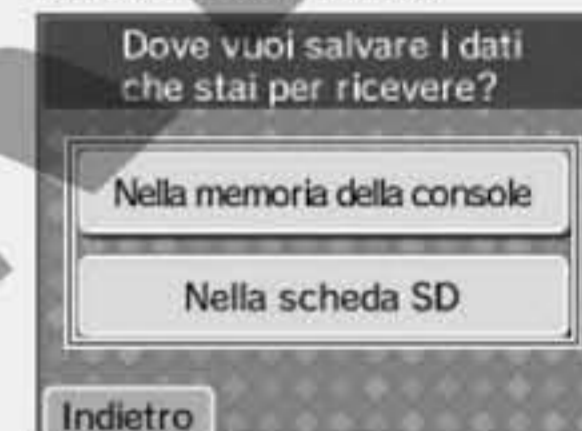 Dove vuoi salvare i dati
che stai per ricevere?
Nella memoria della console
Nella scheda SD
Indietro